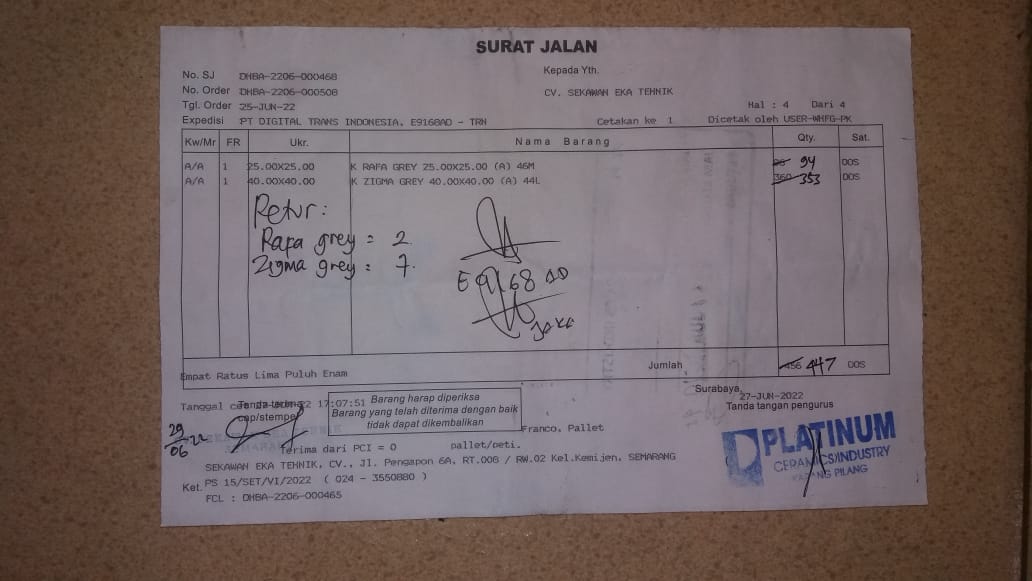 SURAT JALAN
No. SJ DHBA-2206-000468
Kepada Yth.
No. Order DHBA-2206-000508
CV. SEKAWAN EKA TEHNIK
Tgl. Order 25-JUN-22
Hal : 4 Dari 4
Expedisi :PT DIGITAL TRANS INDONESIA, E9168AD - TRN
Cetakan ke 1
Dicetak oleh USER-WHFG-PK
Kw/Mr FR Ukr. Nama Barang Qty. Sat.
A/A 1 25.00X25.00 K RAFA GREY 25.00X25.00 (A) 46M 94 DOS
A/A 1 40.00X40.00 K ZIGMA GREY 40.00X40.00 (A) 44L 360 353 DOS
Retur :
Rafa grey = 2.
Zigma grey = 7.
E 9168 AD
Jumlah 456 447 DOS
Empat Ratus Lima Puluh Enam
Surabaya, 27-JUN-2022
Tanggal 17:07:51
Tanda terima
cap/stempel
Barang harap diperiksa
Barang yang telah diterima dengan baik
tidak dapat dikembalikan
Tanda tangan pengurus
29/06 22
Franco. Pallet
Terima dari PCI = 0 pallet/peti.
PLATINUM
CERAMICS INDUSTRY
KARANG PILANG
SEKAWAN EKA TEHNIK, CV., Jl. Pengapon 6A. RT.006 / RW.02 Kel.Kemijen. SEMARANG
Ket. PS 15/SET/VI/2022 ( 024 - 3550880 )
FCL : DHBA-2206-000465